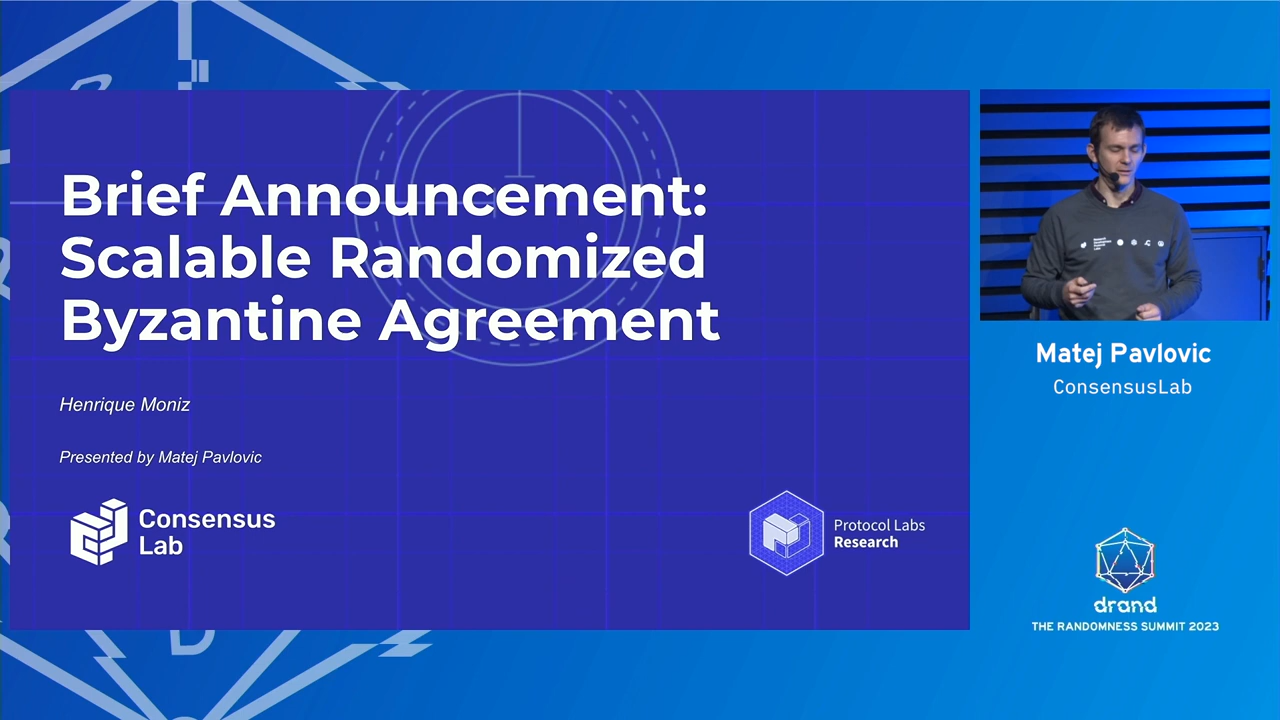 Brief Announcement:
Scalable Randomized
Byzantine Agreement
Henrique Moniz
Presented by Matej Pavlovic
Consensus
Lab
Protocol Labs
Research
Matej Pavlovic
ConsensusLab
drand
THE RANDOMNESS SUMMIT 2023